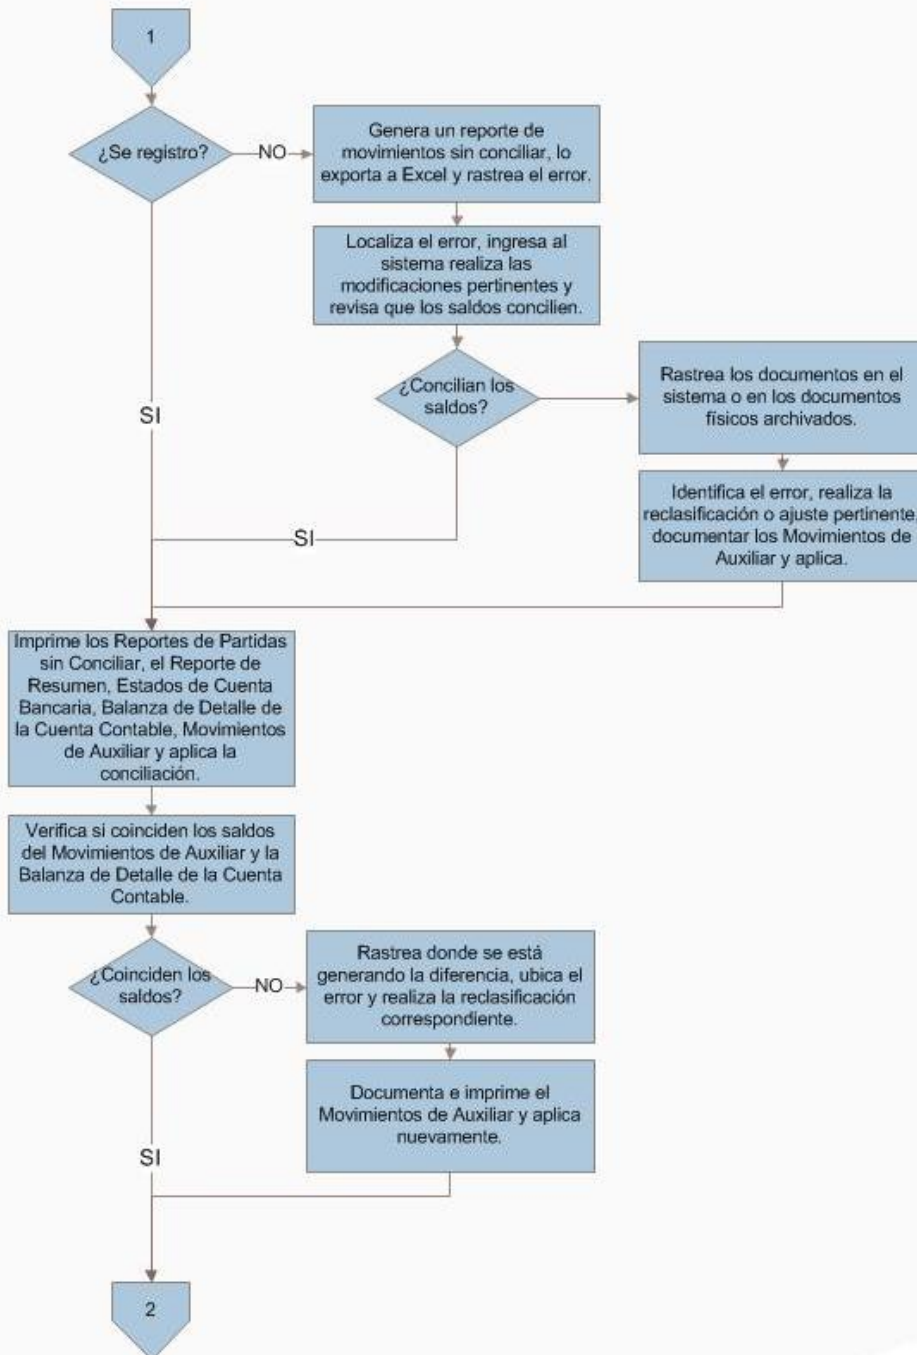 1
¿Se registro?
NO
Genera un reporte de
movimientos sin conciliar, lo
exporta a Excel y rastrea el error.
Localiza el error, ingresa al
sistema realiza las
modificaciones pertinentes y
revisa que los saldos concilien.
¿Concilian los
saldos?
Rastrea los documentos en el
sistema o en los documentos
físicos archivados.
SI
Identifica el error, realiza la
reclasificación o ajuste pertinente,
documentar los Movimientos de
Auxiliar y aplica.
SI
Imprime los Reportes de Partidas
sin Conciliar, el Reporte de
Resumen, Estados de Cuenta
Bancaria, Balanza de Detalle de
la Cuenta Contable, Movimientos
de Auxiliar y aplica la
conciliación.
Verifica si coinciden los saldos
del Movimientos de Auxiliar y la
Balanza de Detalle de la Cuenta
Contable.
¿Coinciden los
saldos?
NO
Rastrea donde se está
generando la diferencia, ubica el
error y realiza la reclasificación
correspondiente.
Documenta e imprime el
Movimientos de Auxiliar y aplica
nuevamente.
SI
2